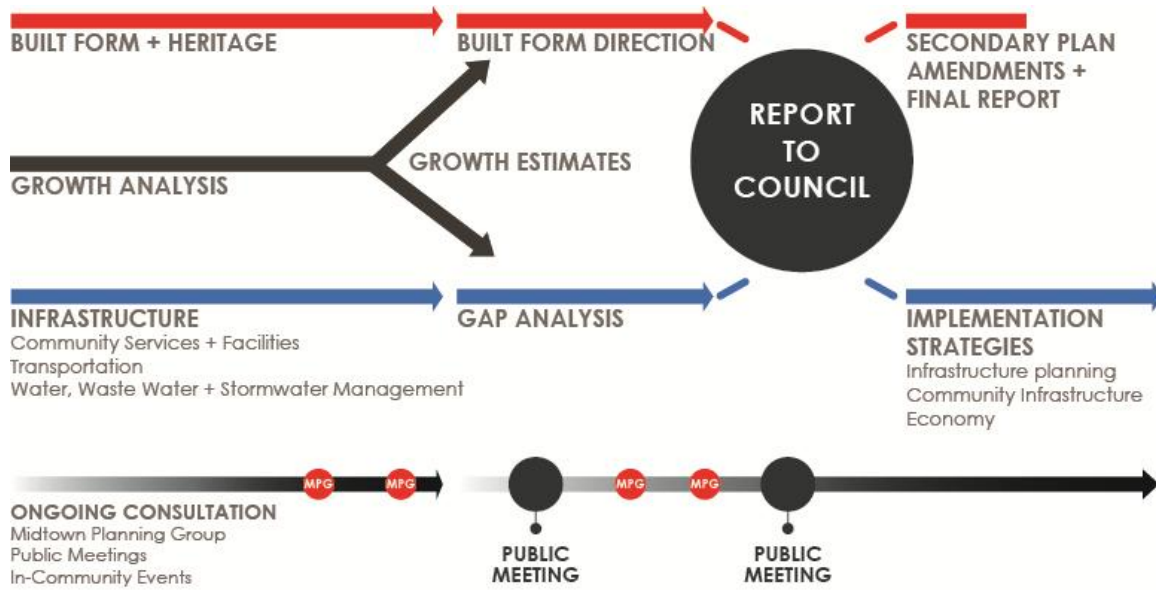 BUILT FORM + HERITAGE
BUILT FORM DIRECTION
REPORT
TO
COUNCIL
SECONDARY PLAN
AMENDMENTS +
FINAL REPORT
GROWTH ANALYSIS
GROWTH ESTIMATES
INFRASTRUCTURE
Community Services + Facilities
Transportation
Water, Waste Water + Stormwater Management
GAP ANALYSIS
IMPLEMENTATION
STRATEGIES
Infrastructure planning
Community Infrastructure
Economy
MPG
MPG
MPG
MPG
ONGOING CONSULTATION
Midtown Planning Group
Public Meetings
In-Community Events
PUBLIC
MEETING
PUBLIC
MEETING